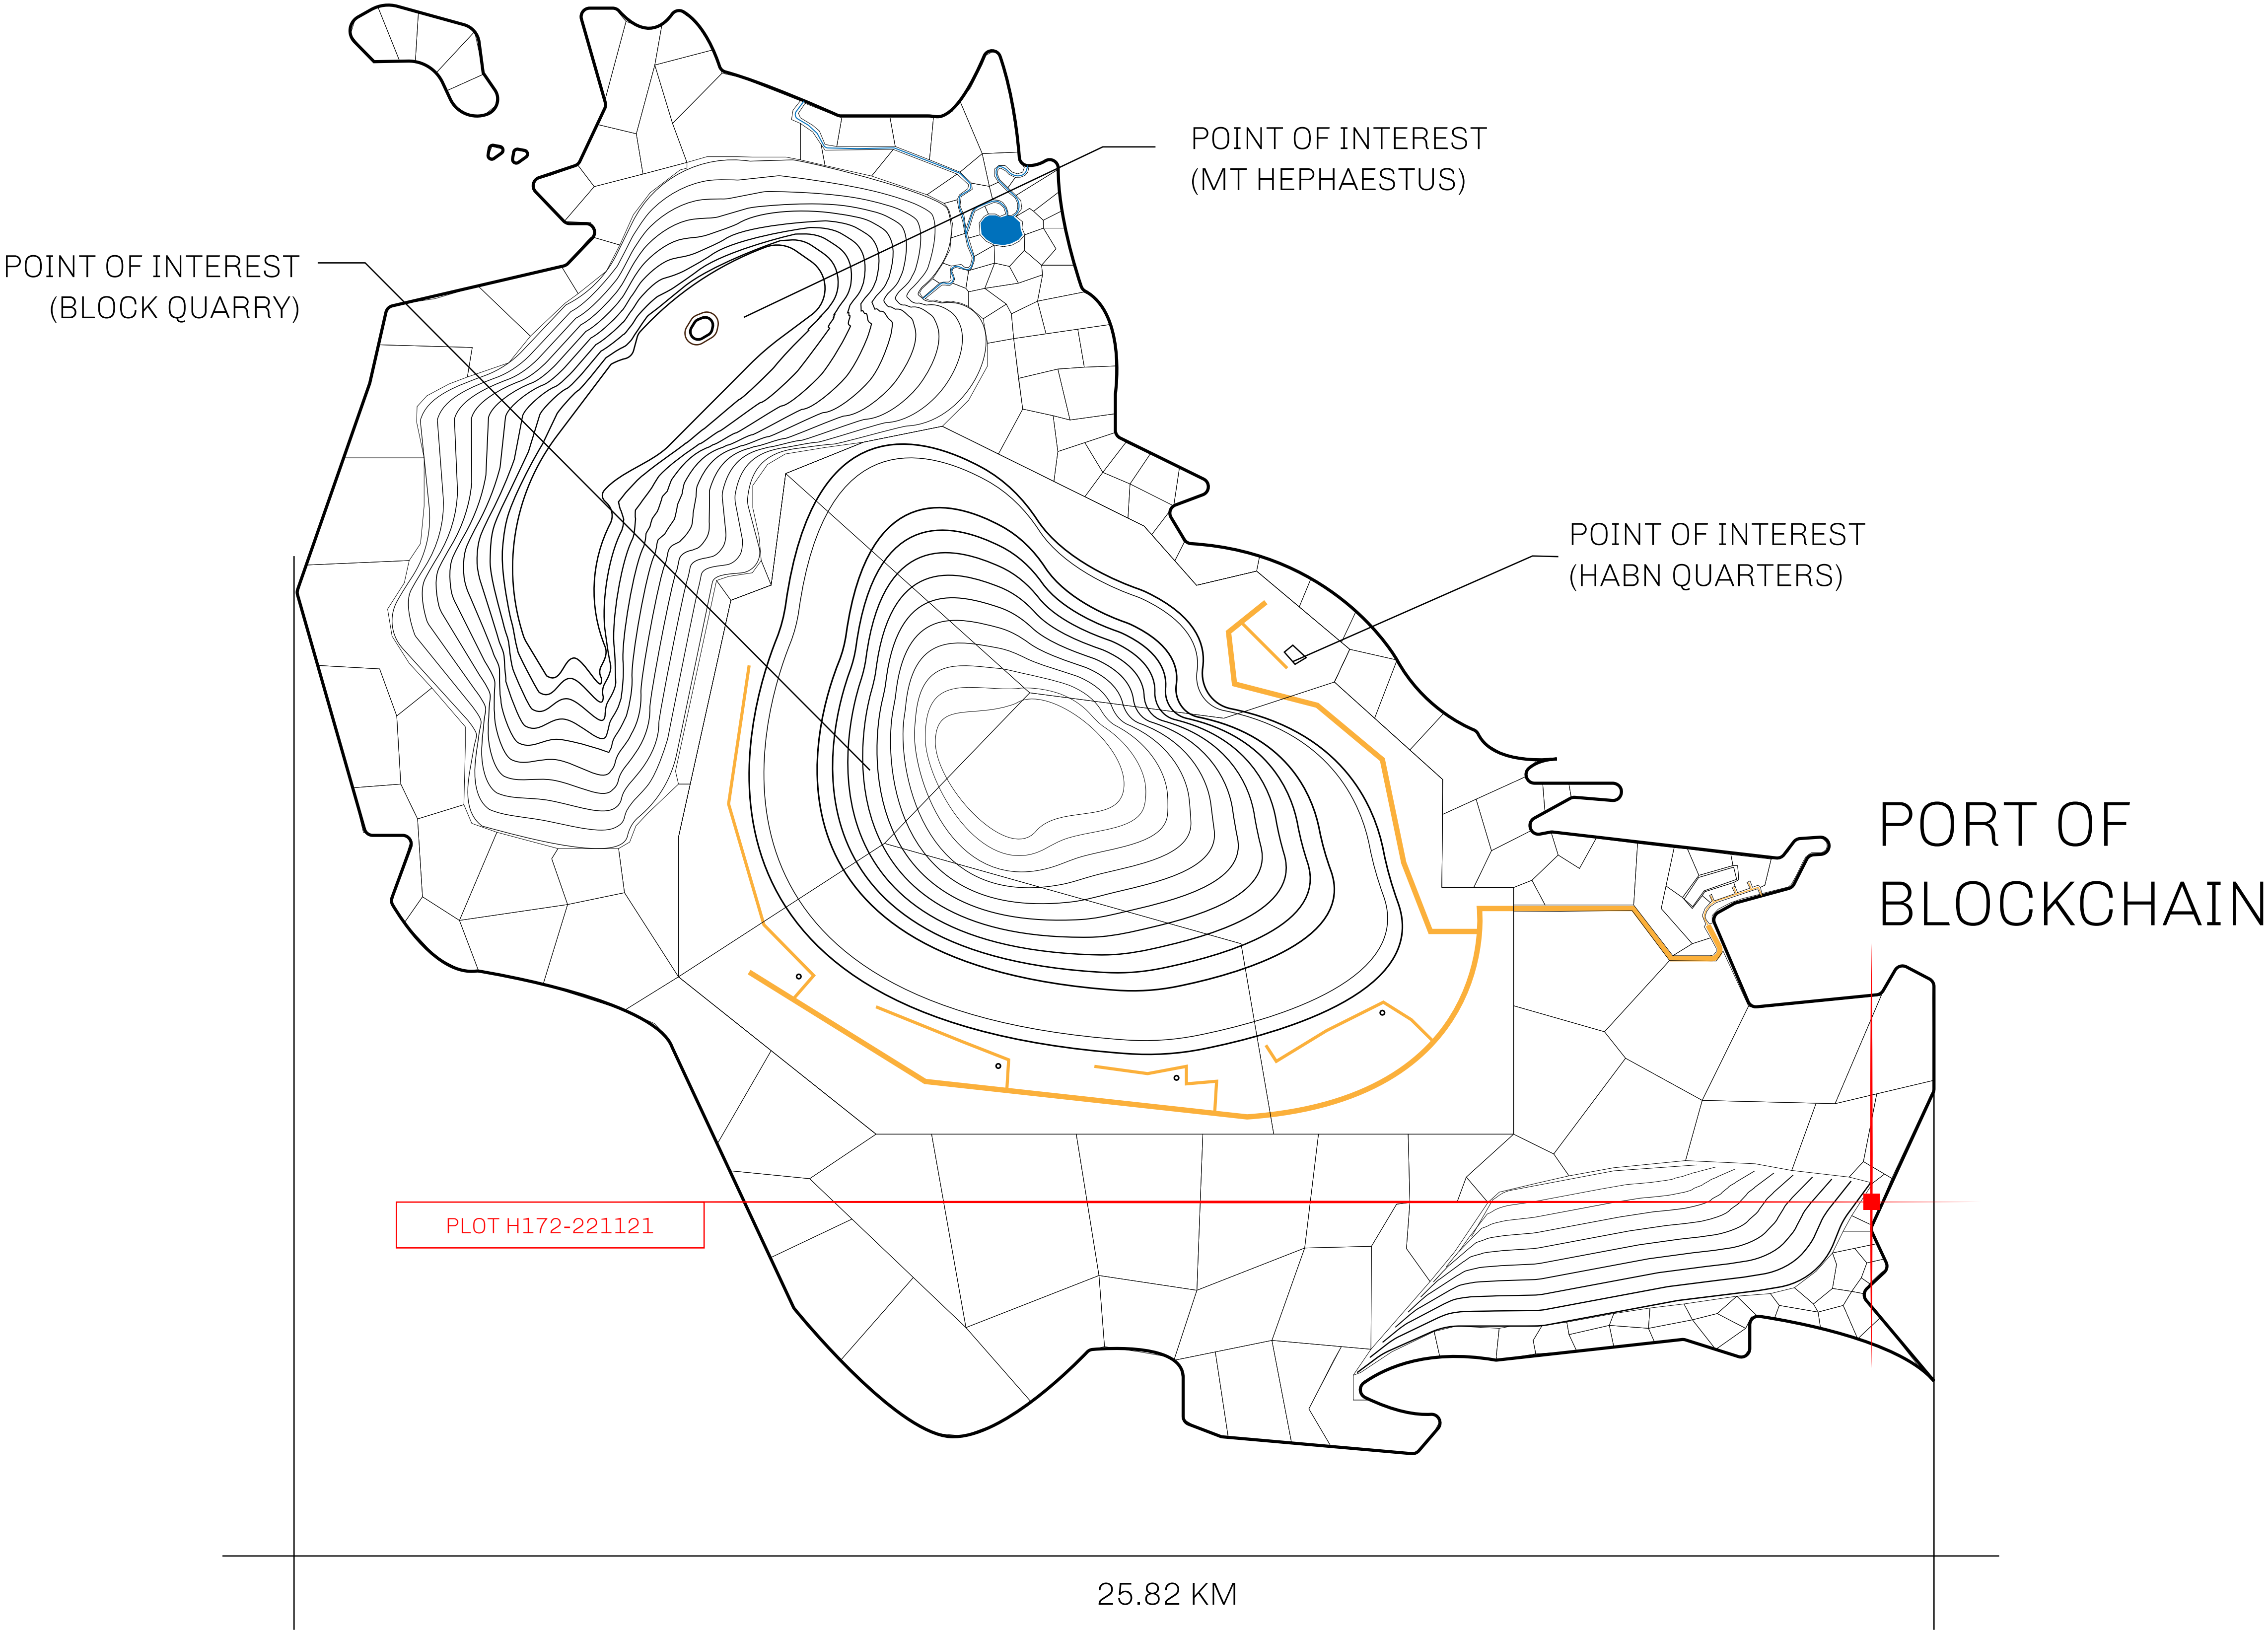 POINT OF INTEREST
(MT HEPHAESTUS)
POINT OF INTEREST
(BLOCK QUARRY)
POINT OF INTEREST
(HABN QUARTERS)
PORT OF
BLOCKCHAIN
PLOT H172-221121
25.82 KM